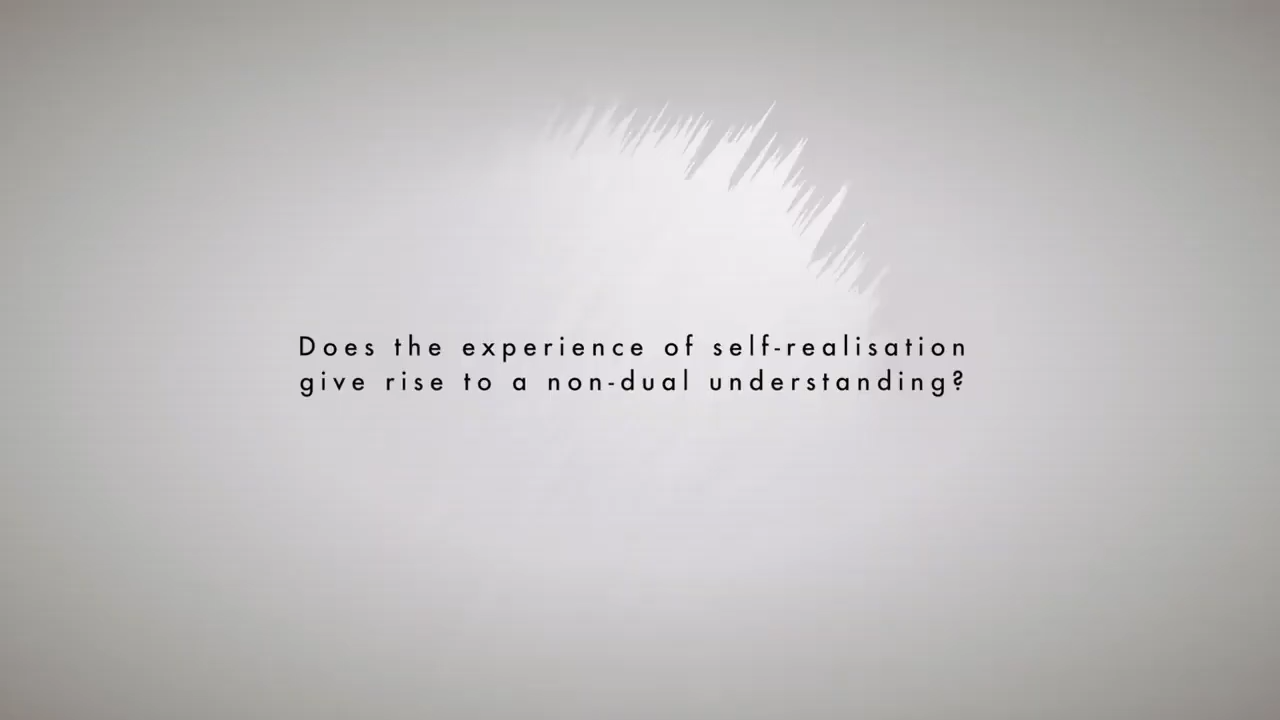 Does the experience of self-realisation
give rise to a non-dual understanding?